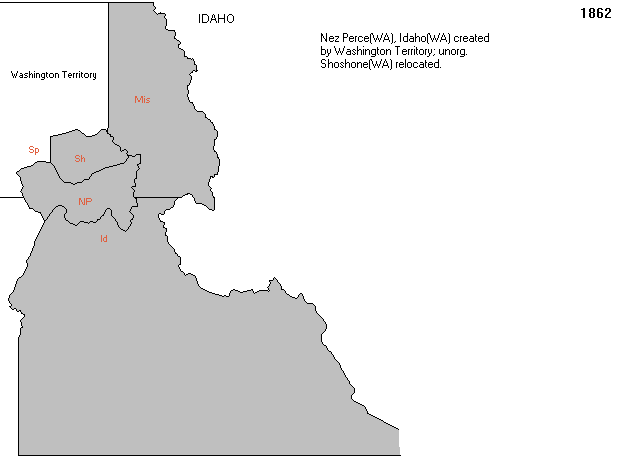 1862
IDAHO
Nez Perce(WA), Idaho(WA) created
by Washington Territory; unorg.
Shoshone(WA) relocated.
Washington Territory
Mis
Sp
Sh
NP
Id